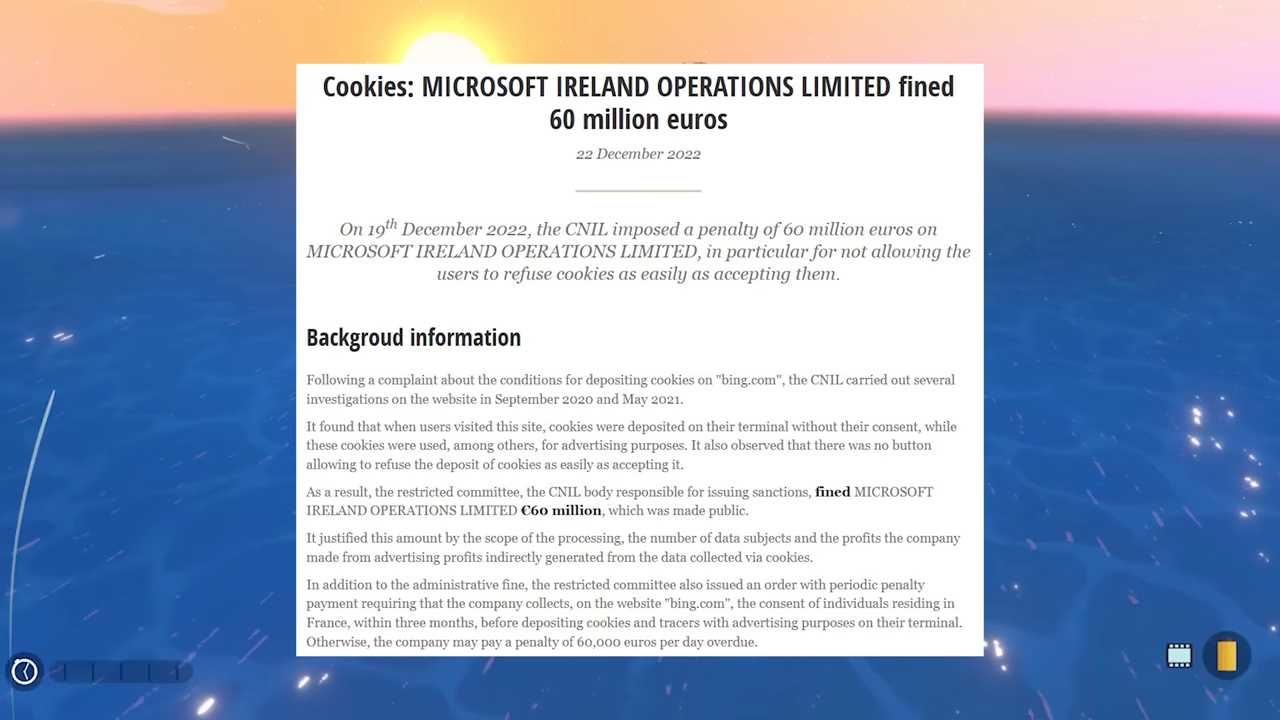 Cookies: MICROSOFT IRELAND OPERATIONS LIMITED fined
60 million euros
22 December 2022
On 19th December 2022, the CNIL imposed a penalty of 60 million euros on
MICROSOFT IRELAND OPERATIONS LIMITED, in particular for not allowing the
users to refuse cookies as easily as accepting them.
Backgroud information
Following a complaint about the conditions for depositing cookies on "bing.com", the CNIL carried out several
investigations on the website in September 2020 and May 2021.
It found that when users visited this site, cookies were deposited on their terminal without their consent, while
these cookies were used, among others, for advertising purposes. It also observed that there was no button
allowing to refuse the deposit of cookies as easily as accepting it.
As a result, the restricted committee, the CNIL body responsible for issuing sanctions, fined MICROSOFT
IRELAND OPERATIONS LIMITED €60 million, which was made public.
It justified this amount by the scope of the processing, the number of data subjects and the profits the company
made from advertising profits indirectly generated from the data collected via cookies.
In addition to the administrative fine, the restricted committee also issued an order with periodic penalty
payment requiring that the company collects, on the website "bing.com", the consent of individuals residing in
France, within three months, before depositing cookies and tracers with advertising purposes on their terminal.
Otherwise, the company may pay a penalty of 60,000 euros per day overdue.